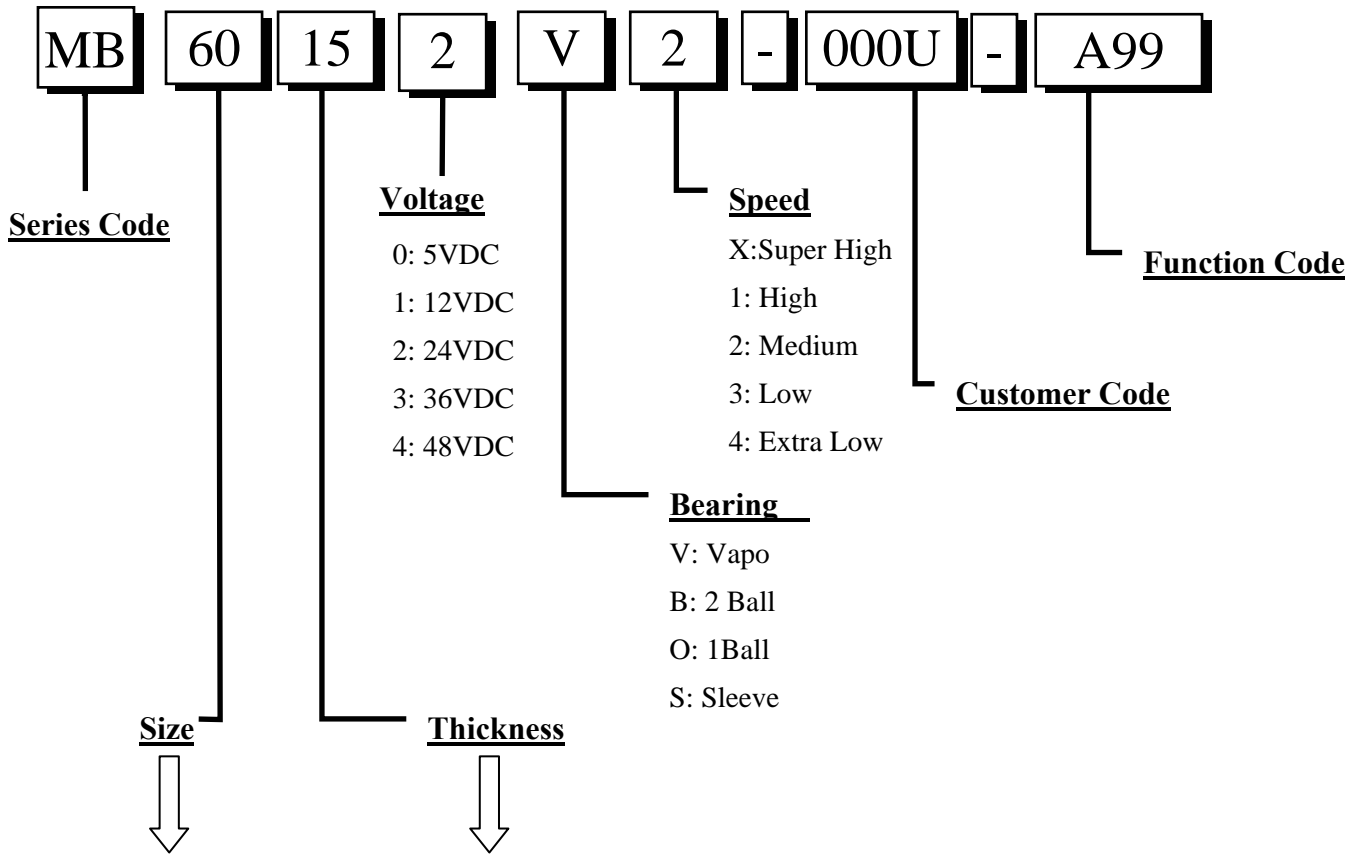 MB 60 15 2 V 2 - 000U - A99
Series Code
Voltage
0: 5VDC
1: 12VDC
2: 24VDC
3: 36VDC
4: 48VDC
Speed
X:Super High
1: High
2: Medium
3: Low
4: Extra Low
Function Code
Customer Code
Bearing
V: Vapo
B: 2 Ball
O: 1Ball
S: Sleeve
Size
Thickness